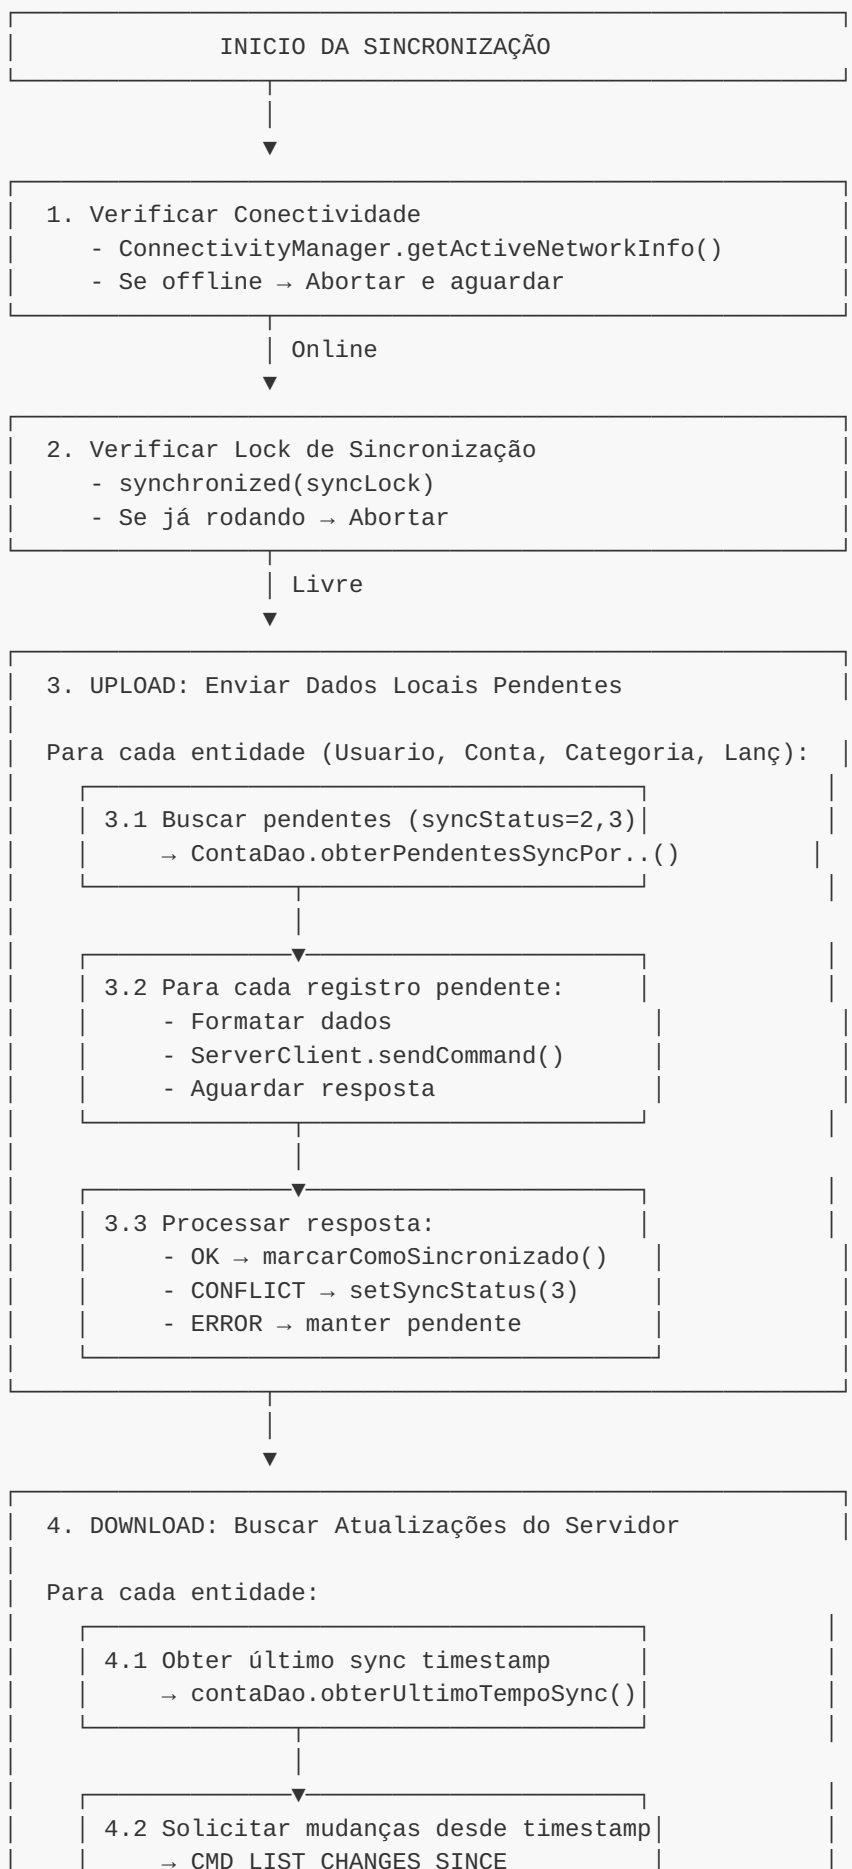 INICIO DA SINCRONIZAÇÃO
▼
1. Verificar Conectividade
- ConnectivityManager.getActiveNetworkInfo()
- Se offline → Abortar e aguardar
Online
▼
2. Verificar Lock de Sincronização
- synchronized(syncLock)
- Se já rodando → Abortar
Livre
▼
3. UPLOAD: Enviar Dados Locais Pendentes
Para cada entidade (Usuario, Conta, Categoria, Lanç):
3.1 Buscar pendentes (syncStatus=2,3)
→ ContaDao.obterPendentesSyncPor..()
▼
3.2 Para cada registro pendente:
- Formatar dados
- ServerClient.sendCommand()
- Aguardar resposta
▼
3.3 Processar resposta:
- OK → marcarComoSincronizado()
- CONFLICT → setSyncStatus(3)
- ERROR → manter pendente
▼
4. DOWNLOAD: Buscar Atualizações do Servidor
Para cada entidade:
4.1 Obter último sync timestamp
→ contaDao.obterUltimoTempoSync()
▼
4.2 Solicitar mudanças desde timestamp
→ CMD_LIST_CHANGES_SINCE